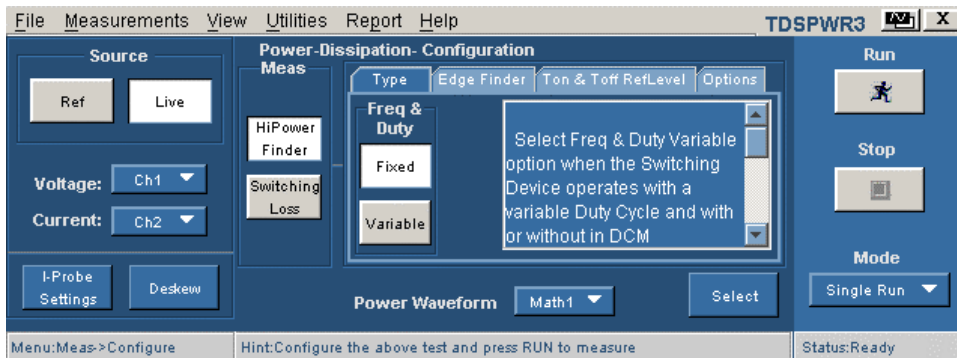 File Measurements View Utilities Report Help
TDSPWR3 X
Source
Ref Live
Voltage: Ch1
Current: Ch2
I-Probe
Settings
Deskew
Power-Dissipation- Configuration
Meas
HiPower
Finder
Switching
Loss
Type Edge Finder Ton & Toff RefLevel Options
Freq &
Duty
Fixed
Variable
Select Freq & Duty Variable
option when the Switching
Device operates with a
variable Duty Cycle and with
or without in DCM
Power Waveform Math1 Select
Run
Stop
Mode
Single Run
Menu:Meas->Configure Hint:Configure the above test and press RUN to measure Status:Ready